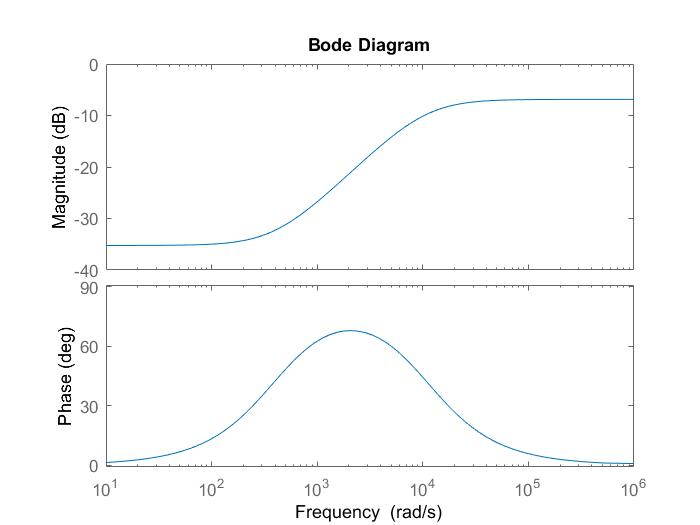 Bode Diagram
Magnitude (dB)
0
-10
-20
-30
-40
Phase (deg)
90
60
30
0
10^1 10^2 10^3 10^4 10^5 10^6
Frequency (rad/s)